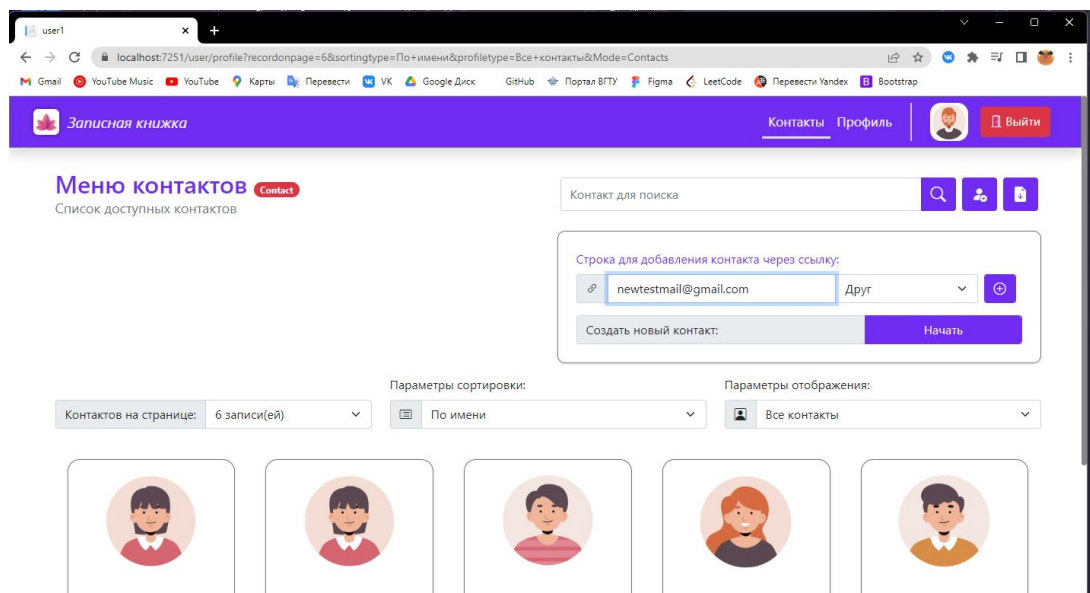 user1
localhost:7251/user/profile?recordonpage=6&sortingtype=По+имени&profiletype=Все+контакты&Mode=Contacts
Gmail YouTube Music YouTube Карты Перевести VK Google Диск GitHub Портал ВГТУ Figma LeetCode Перевести Yandex Bootstrap
Записная книжка Контакты Профиль Выйти
Меню контактов Contact
Список доступных контактов
Контакт для поиска
Строка для добавления контакта через ссылку:
newtestmail@gmail.com Друг
Создать новый контакт: Начать
Параметры сортировки: Параметры отображения:
Контактов на странице: 6 записи(ей) По имени Все контакты